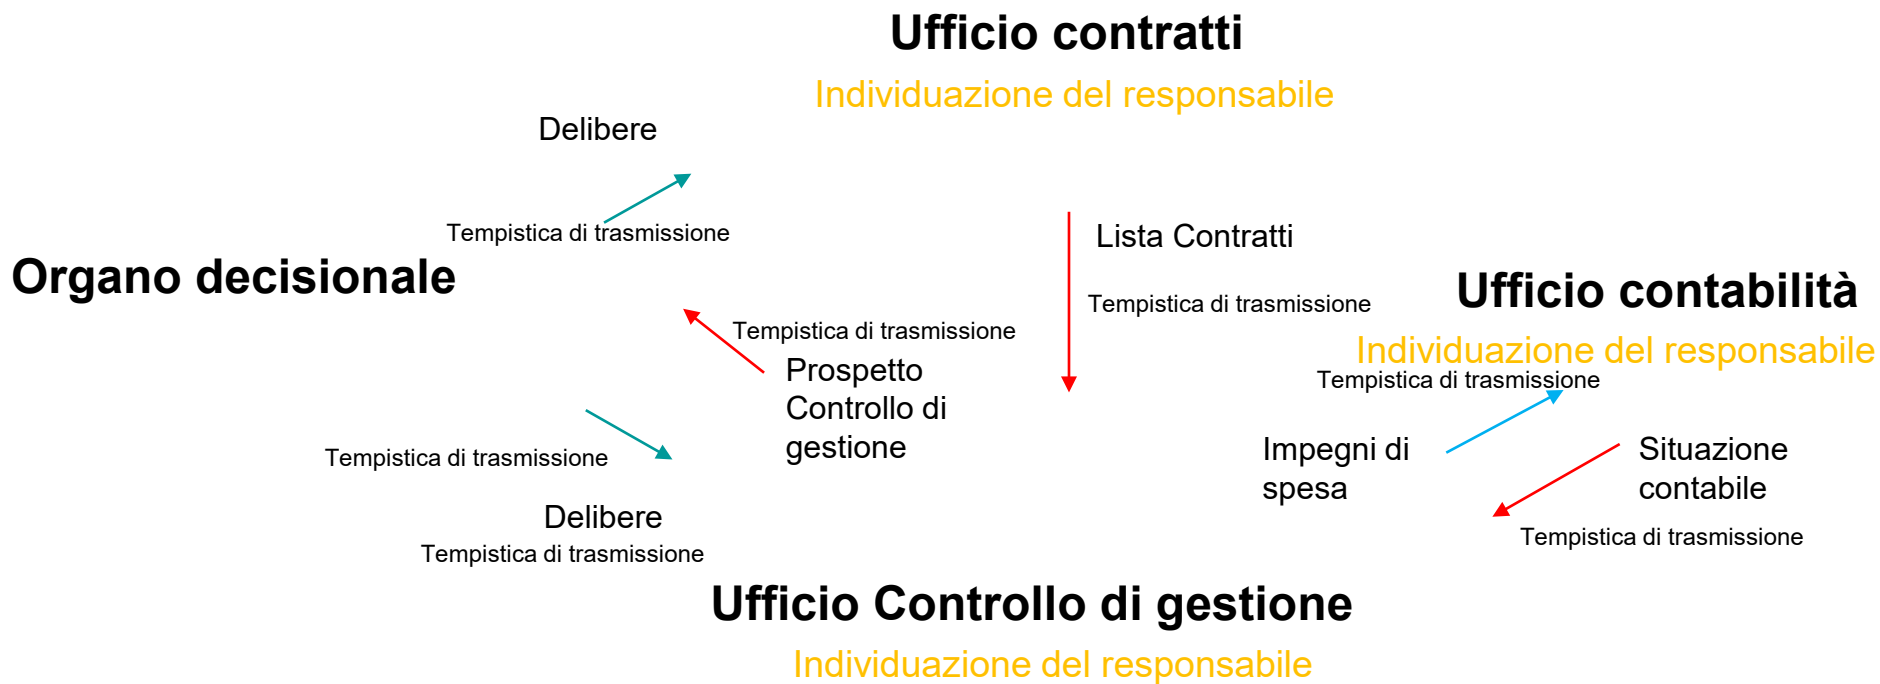 Ufficio contratti
Individuazione del responsabile
Delibere
Tempistica di trasmissione
Organo decisionale
Lista Contratti
Tempistica di trasmissione
Ufficio contabilità
Individuazione del responsabile
Tempistica di trasmissione
Tempistica di trasmissione
Prospetto
Controllo di
gestione
Impegni di
spesa
Situazione
contabile
Tempistica di trasmissione
Tempistica di trasmissione
Delibere
Tempistica di trasmissione
Ufficio Controllo di gestione
Individuazione del responsabile